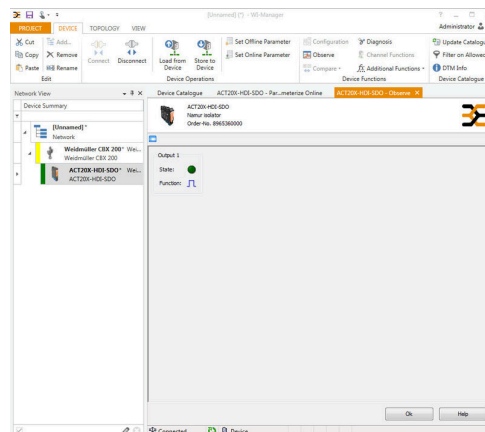 [Unnamed] (*) - WI-Manager
PROJECT DEVICE TOPOLOGY VIEW
Administrator
Cut Add...
Copy Remove
Paste Rename
Edit
Connect Disconnect
Load from Device Store to Device
Set Offline Parameter
Set Online Parameter
Device Operations
Configuration Diagnosis
Observe Channel Functions
Compare Additional Functions
Device Functions
Update Catalogu
Filter on Allowed
DTM Info
Device Catalogue
Network View
Device Summary
[Unnamed]*
Network
Weidmüller CBX 200* Wei...
Weidmüller CBX 200
ACT20X-HDI-SDO* Wei...
ACT20X-HDI-SDO
Device Catalogue ACT20X-HDI-SDO - Par...meterize Online ACT20X-HDI-SDO - Observe
ACT20X-HDI-SDO
Namur isolator
Order-No. 8965360000
Output 1
State:
Function:
Ok Help
Connected Device